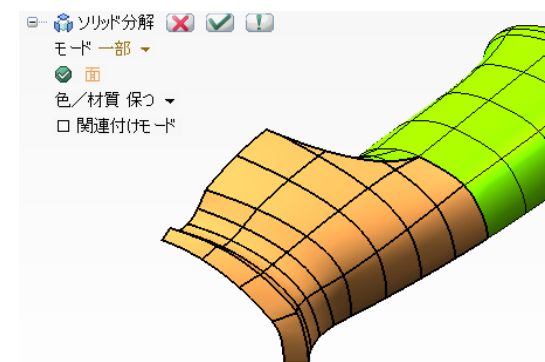 ソリッド分解
モード 一部
面
色／材質 保つ
関連付けモード